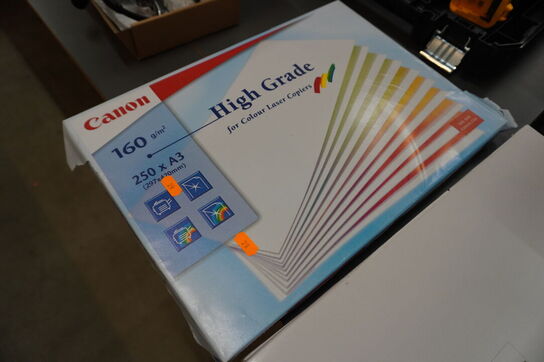 Canon
High Grade
for Colour Laser Copiers
160 g/m²
250 x A3
(297x420mm)